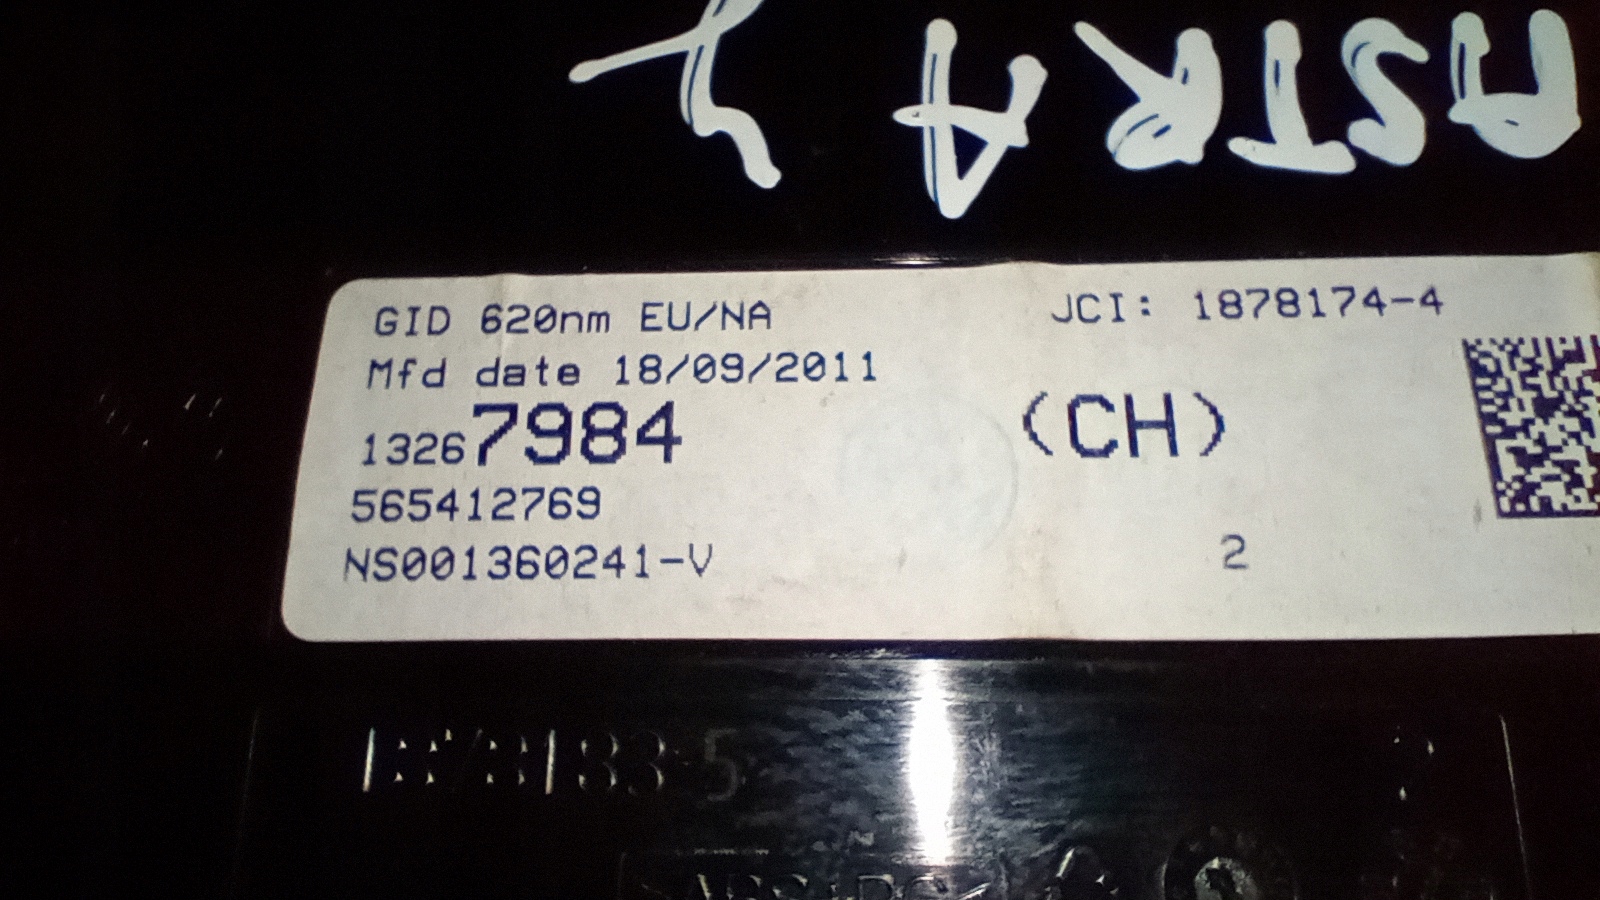 ASTRA
GID 620nm EU/NA
JCI: 1878174-4
Mfd date 18/09/2011
13267984
(CH)
565412769
2
NS001360241-V